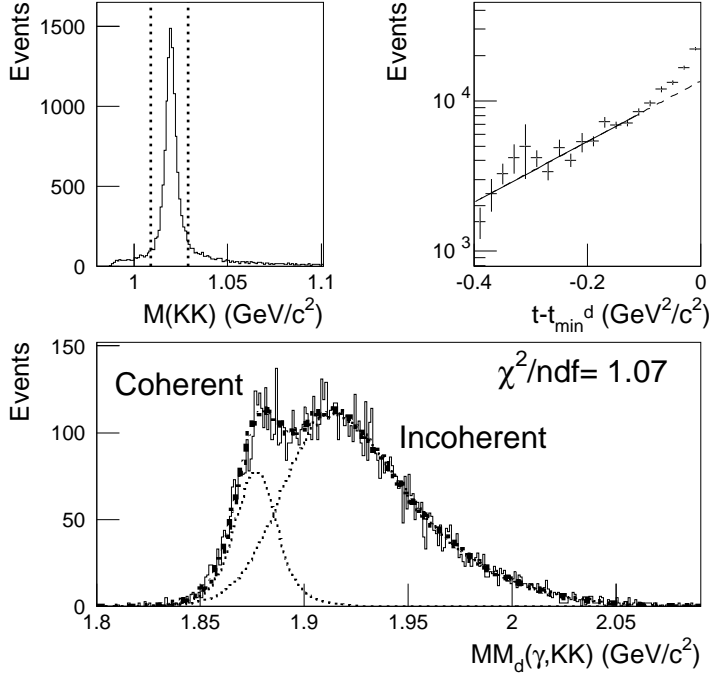 Events
1500
1000
500
0
1
1.05
1.1
M(KK) (GeV/c²)
Events
10⁴
10³
-0.4
-0.2
0
t-t_min^d (GeV²/c²)
Events
150
100
50
0
Coherent
χ²/ndf= 1.07
Incoherent
1.8
1.85
1.9
1.95
2
2.05
MM_d(γ,KK) (GeV/c²)